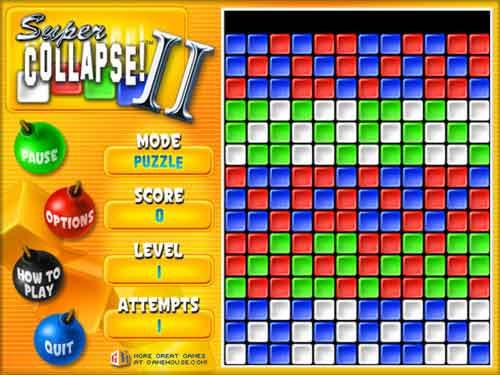 Super
COLLAPSE!™
II
PAUSE
OPTIONS
HOW TO
PLAY
QUIT
MODE
PUZZLE
SCORE
0
LEVEL
1
ATTEMPTS
1
MORE GREAT GAMES
AT GAMEHOUSE.COM!